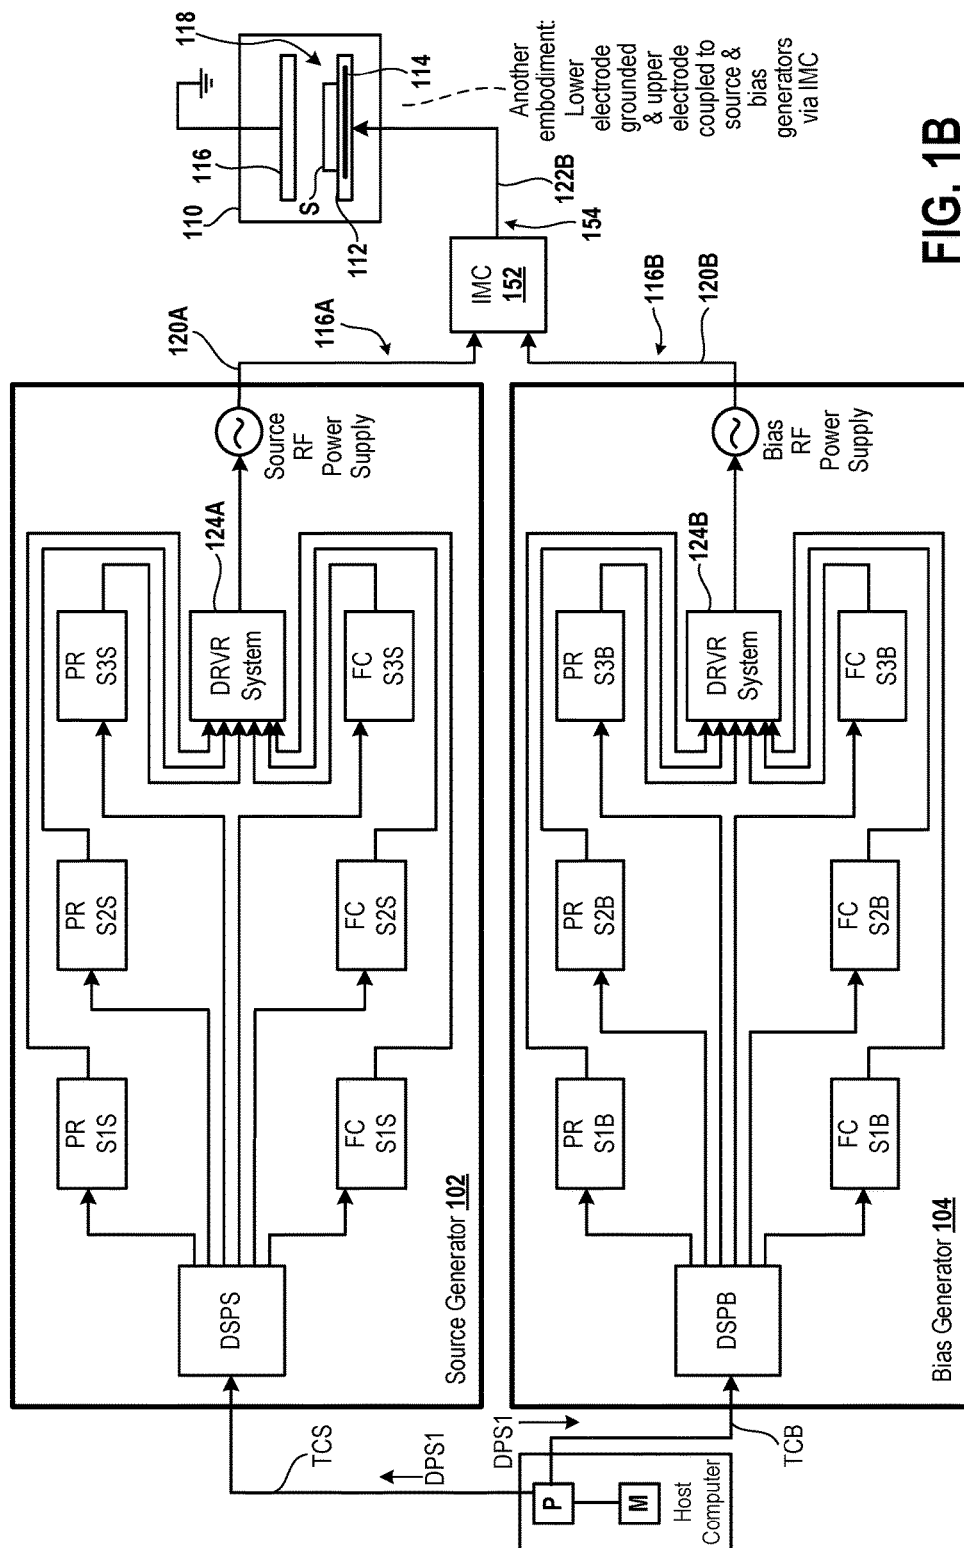 118
116
110
S
112
114
Another
embodiment:
Lower
electrode
grounded
& upper
electrode
coupled to
source &
bias
generators
via IMC
122B
154
IMC
152
120A
116A
116B
120B
Source
RF
Power
Supply
124A
DRVR
System
PR
S3S
FC
S3S
PR
S2S
FC
S2S
PR
S1S
FC
S1S
DSPS
Source Generator 102
Bias
RF
Power
Supply
124B
DRVR
System
PR
S3B
FC
S3B
PR
S2B
FC
S2B
PR
S1B
FC
S1B
DSPB
Bias Generator 104
TCS
DPS1
DPS1
TCB
P
M
Host
Computer
FIG. 1B